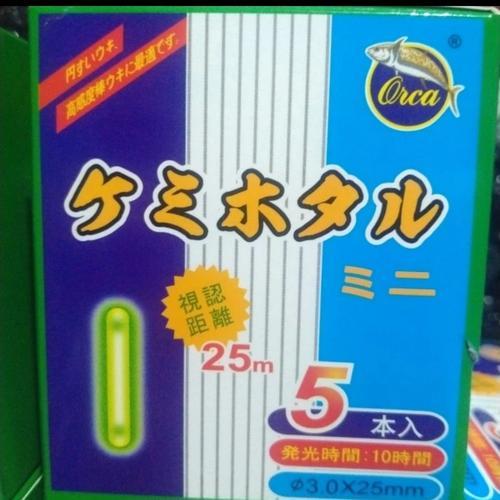 円すいウキ、
高感度棒ウキに最適です。
Orca
®
ケミホタル
ミニ
視認
距離
25m
5
本入
発光時間:10時間
φ3.0X25mm